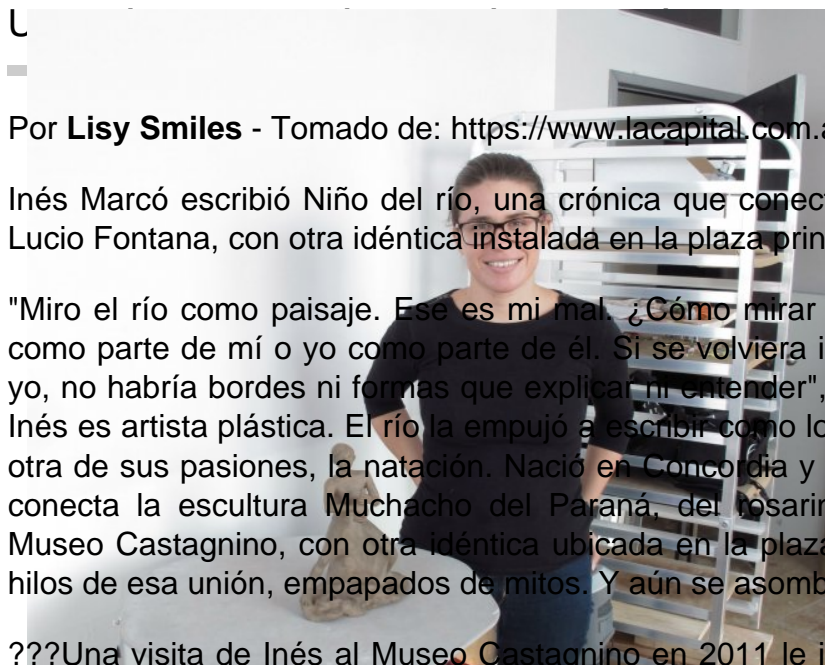 Por Lisy Smiles - Tomado de: https://www.lacapital.com.a
Inés Marcó escribió Niño del río, una crónica que conect
Lucio Fontana, con otra idéntica instalada en la plaza prin
"Miro el río como paisaje. Ese es mi mal. ¿Cómo mirar
como parte de mí o yo como parte de él. Si se volviera i
yo, no habría bordes ni formas que explicar ni entender",
Inés es artista plástica. El río la empujó a escribir como lo
otra de sus pasiones, la natación. Nació en Concordia y
conecta la escultura Muchacho del Paraná, del rosarin
Museo Castagnino, con otra idéntica ubicada en la plaza
hilos de esa unión, empapados de mitos. Y aún se asomb
???Una visita de Inés al Museo Castagnino en 2011 le i